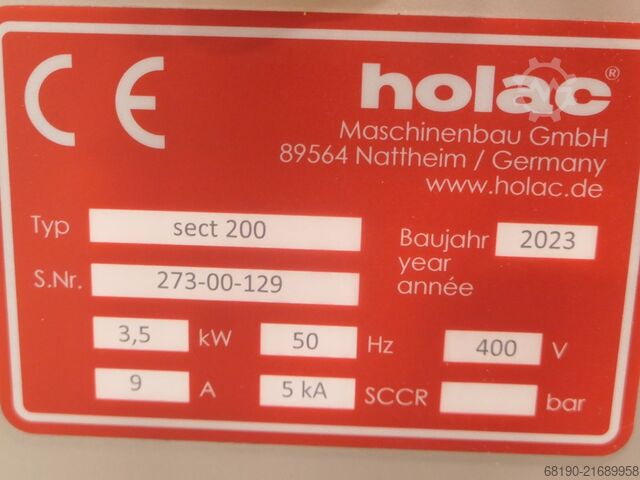 CE
holac®
Maschinenbau GmbH
89564 Nattheim / Germany
www.holac.de
Typ sect 200
Baujahr 2023
year
année
S.Nr. 273-00-129
3,5 kW 50 Hz 400 V
9 A 5 kA SCCR bar
68190-21689958